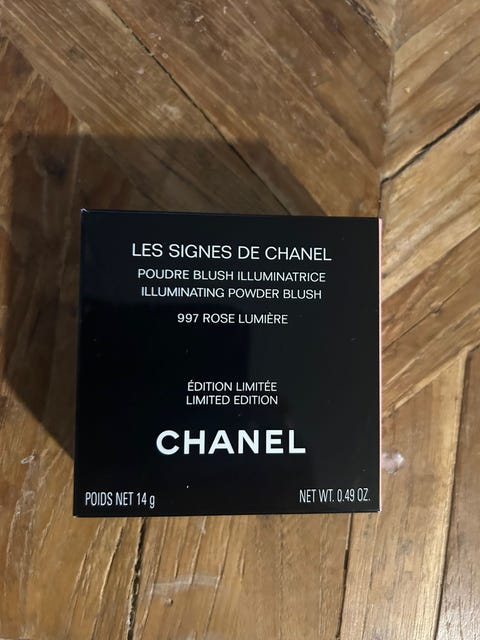 LES SIGNES DE CHANEL
POUDRE BLUSH ILLUMINATRICE
ILLUMINATING POWDER BLUSH
997 ROSE LUMIÈRE
ÉDITION LIMITÉE
LIMITED EDITION
CHANEL
POIDS NET 14 g NET WT. 0.49 OZ.